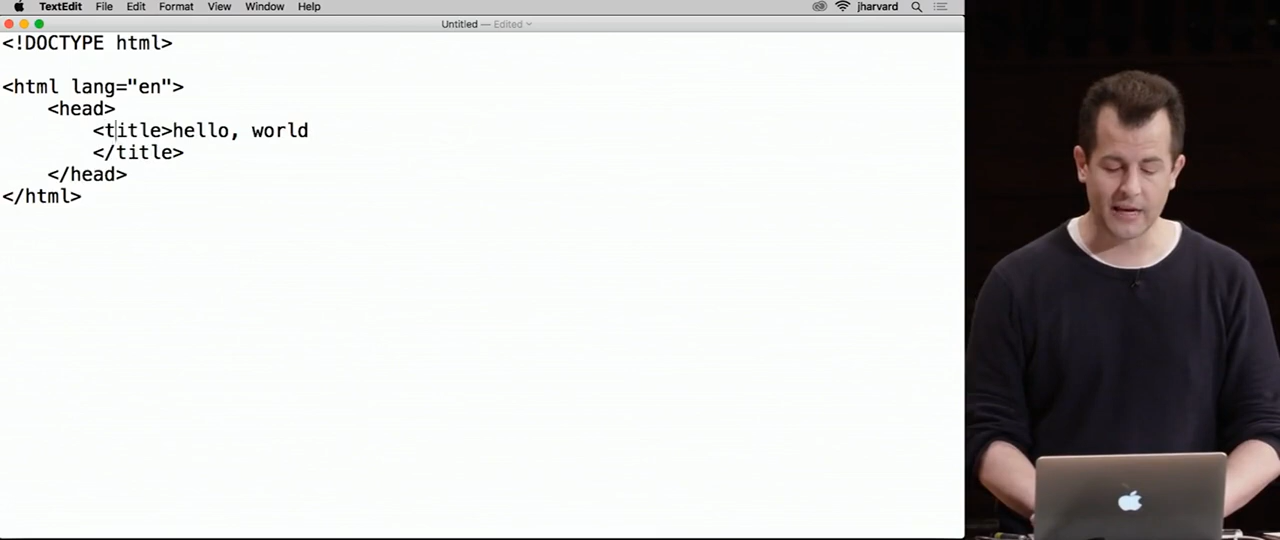 TextEdit File Edit Format View Window Help jharvard
Untitled — Edited
<!DOCTYPE html>
<html lang="en">
<head>
<title>hello, world
</title>
</head>
</html>